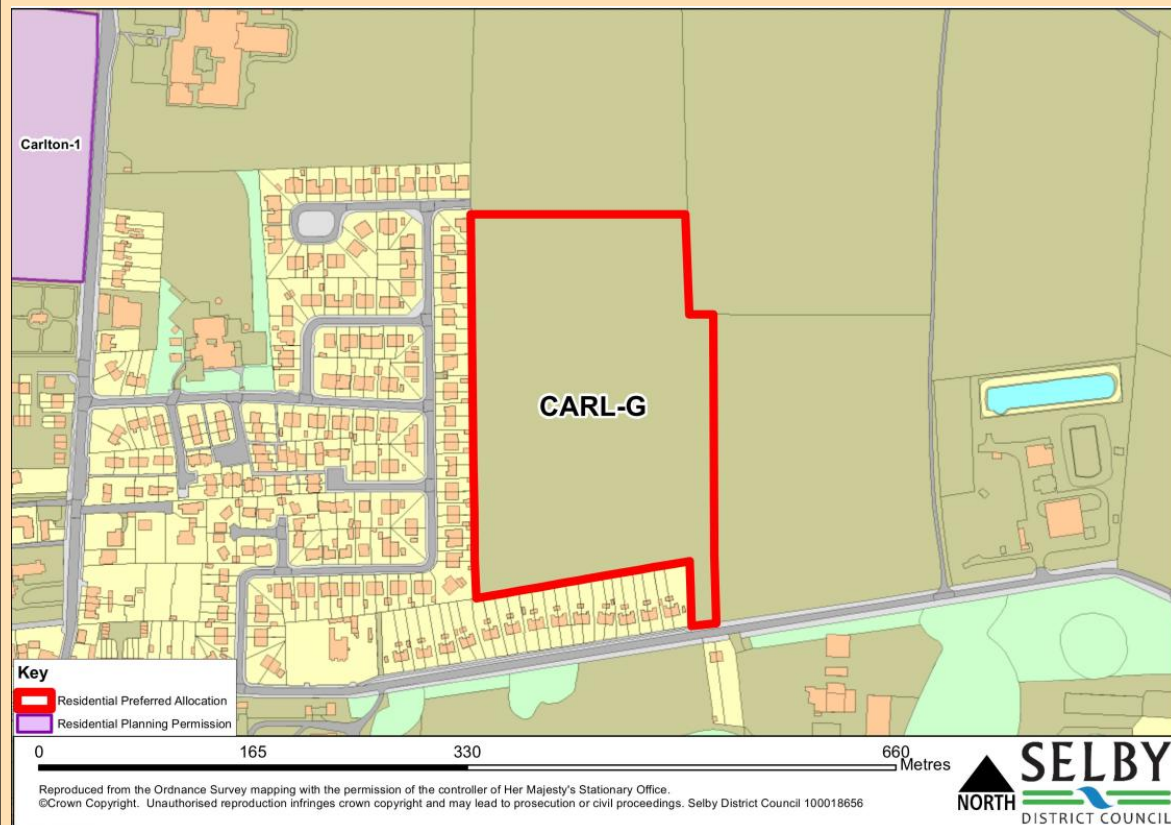 Carlton-1
CARL-G
Key
Residential Preferred Allocation
Residential Planning Permission
0 165 330 660
Metres
Reproduced from the Ordnance Survey mapping with the permission of the controller of Her Majesty's Stationary Office.
©Crown Copyright. Unauthorised reproduction infringes crown copyright and may lead to prosecution or civil proceedings. Selby District Council 100018656
NORTH
SELBY
DISTRICT COUNCIL